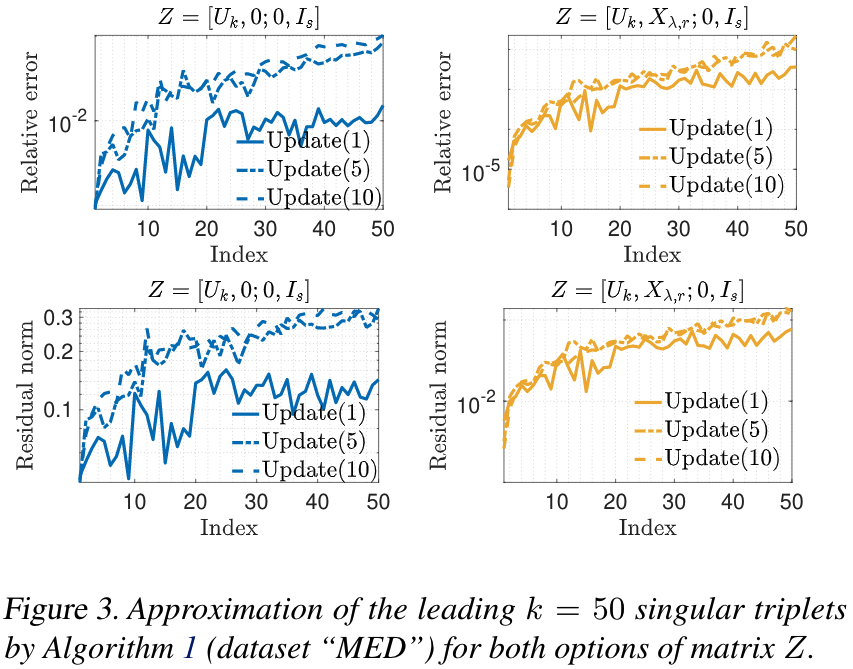 Z = [U_k, 0; 0, I_s]
Relative error
10^-2
Update(1)
Update(5)
Update(10)
10 20 30 40 50
Index
Z = [U_k, X_λ,r; 0, I_s]
Relative error
10^-5
Update(1)
Update(5)
Update(10)
10 20 30 40 50
Index
Z = [U_k, 0; 0, I_s]
Residual norm
0.3
0.2
0.1
Update(1)
Update(5)
Update(10)
10 20 30 40 50
Index
Z = [U_k, X_λ,r; 0, I_s]
Residual norm
10^-2
Update(1)
Update(5)
Update(10)
10 20 30 40 50
Index
Figure 3. Approximation of the leading k = 50 singular triplets
by Algorithm 1 (dataset “MED”) for both options of matrix Z.